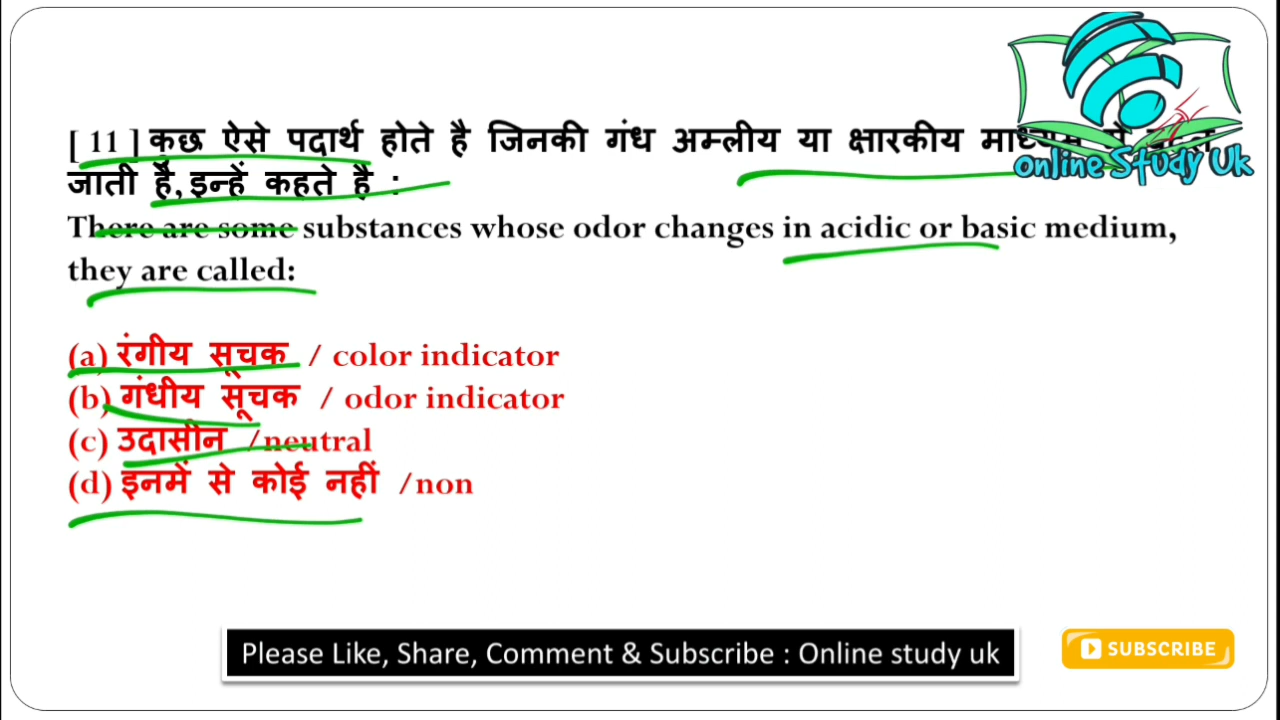 [ 11 ] कुछ ऐसे पदार्थ होते है जिनकी गंध अम्लीय या क्षारकीय माध्यम में
जाती है, इन्हें कहते है :
There are some substances whose odor changes in acidic or basic medium,
they are called:
(a) रंगीय सूचक / color indicator
(b) गंधीय सूचक / odor indicator
(c) उदासीन /neutral
(d) इनमें से कोई नहीं /non
Online Study Uk
Please Like, Share, Comment & Subscribe : Online study uk
SUBSCRIBE